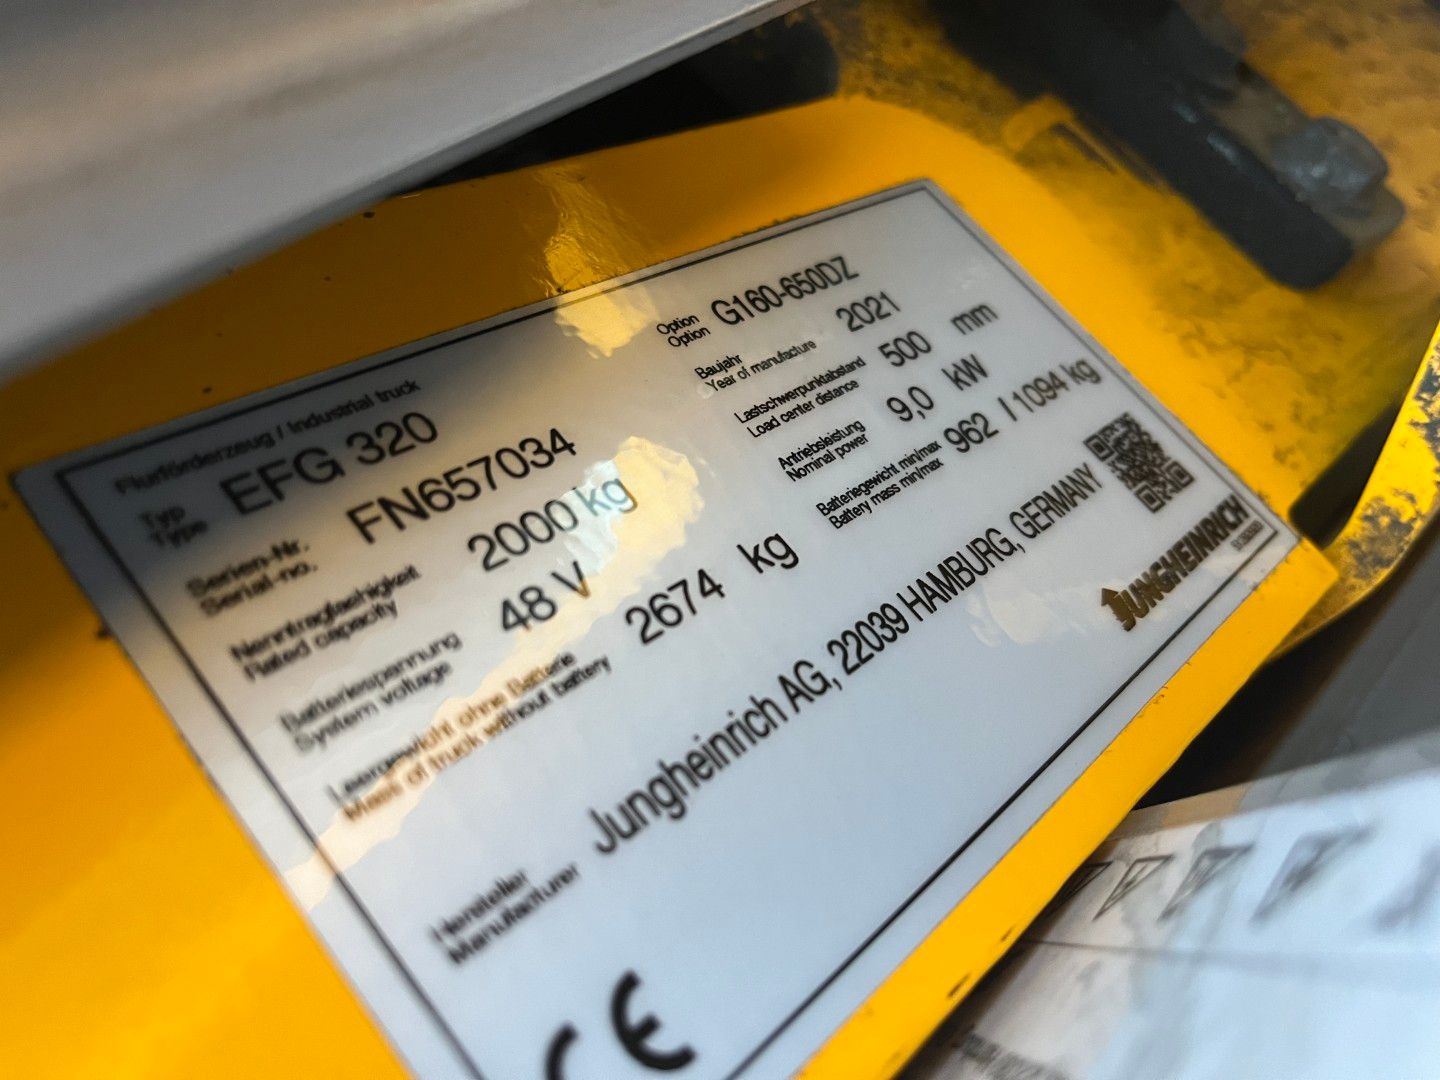 Flurförderzeug / Industrial truck
Typ
Type
EFG 320
Option
Option
G160-650DZ
Serien-Nr.
Serial-no.
FN657034
Baujahr
Year of manufacture
2021
Nenntragfaehigkeit
Rated capacity
2000 kg
Lastschwerpunktabstand
Load center distance
500 mm
Batteriespannung
System voltage
48 V
Antriebsleistung
Nominal power
9,0 kW
Leergewicht ohne Batterie
Mass of truck without battery
2674 kg
Batteriegewicht min/max
Battery mass min/max
962 / 1094 kg
Hersteller
Manufacturer
Jungheinrich AG, 22039 HAMBURG, GERMANY
JUNGHEINRICH
CE